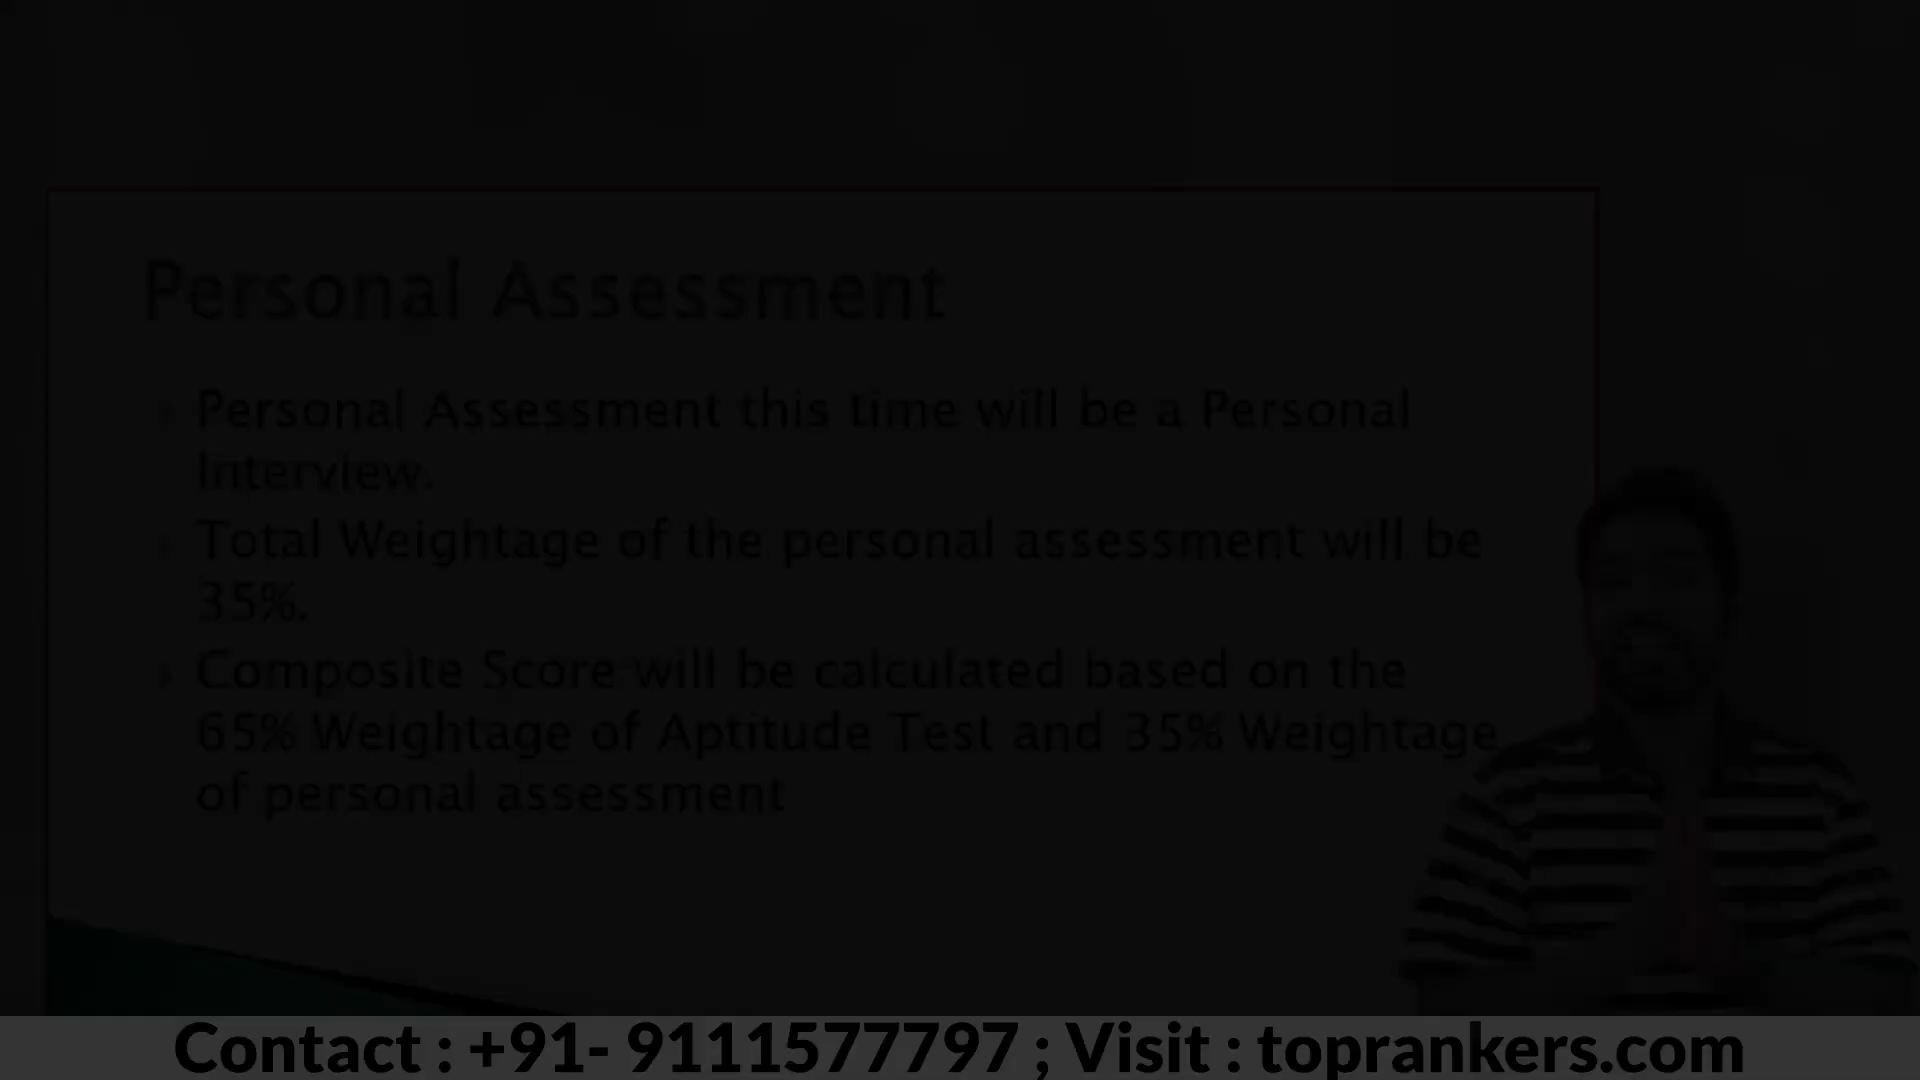 Personal Assessment
Personal Assessment this time will be a Personal
Interview.
Total Weightage of the personal assessment will be
35%.
Composite Score will be calculated based on the
65% Weightage of Aptitude Test and 35% Weightage
of personal assessment
Contact : +91- 9111577797 ; Visit : toprankers.com